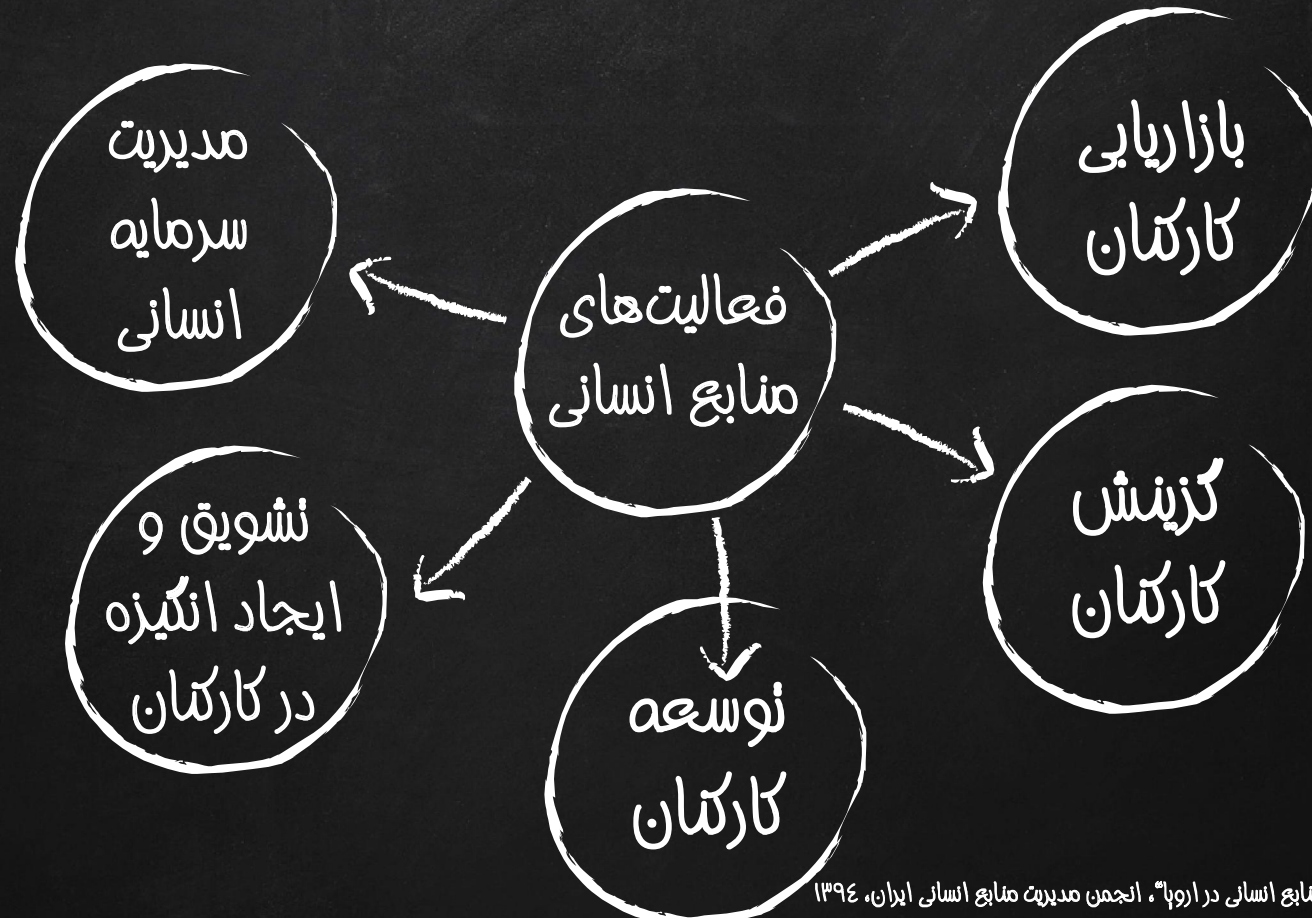 فعالیت‌های
منابع انسانی
بازاریابی
کارکنان
گزینش
کارکنان
توسعه
کارکنان
تشویق و
ایجاد انگیزه
در کارکنان
مدیریت
سرمایه
انسانی
انسانی در اروپا“، انجمن مدیریت منابع انسانی ایران، ۱۳۹٤